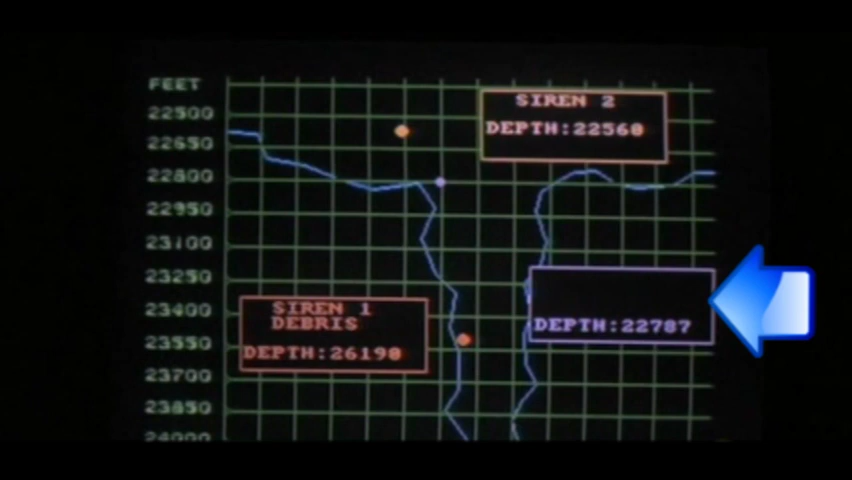 FEET
22500
22650
22800
22950
23100
23250
23400
23550
23700
23850
24000
SIREN 2
DEPTH:22560
SIREN 1
DEBRIS
DEPTH:26190
DEPTH:22787